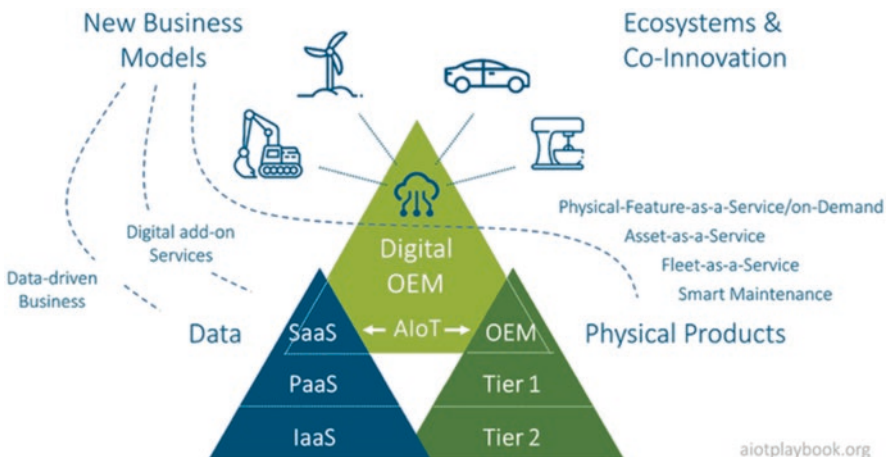 New Business
Models
Ecosystems &
Co-Innovation
Physical-Feature-as-a-Service/on-Demand
Digital add-on
Services
Asset-as-a-Service
Data-driven
Business
Digital
OEM
Fleet-as-a-Service
Smart Maintenance
Data
SaaS
AIoT
OEM
Physical Products
PaaS
Tier 1
IaaS
Tier 2
aiotplaybook.org